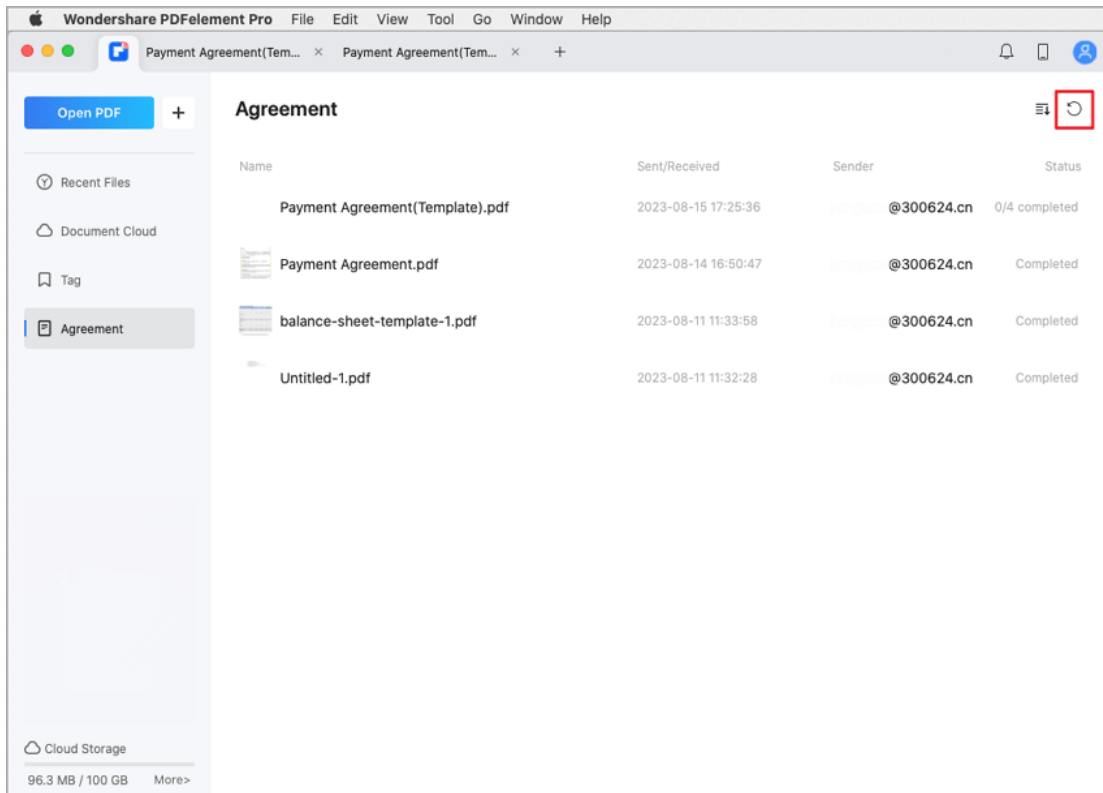 Wondershare PDFelement Pro File Edit View Tool Go Window Help
Payment Agreement(Tem... × Payment Agreement(Tem... × +
Open PDF +
Recent Files
Document Cloud
Tag
Agreement
Cloud Storage
96.3 MB / 100 GB More>
Agreement
Name Sent/Received Sender Status
Payment Agreement(Template).pdf 2023-08-15 17:25:36 @300624.cn 0/4 completed
Payment Agreement.pdf 2023-08-14 16:50:47 @300624.cn Completed
balance-sheet-template-1.pdf 2023-08-11 11:33:58 @300624.cn Completed
Untitled-1.pdf 2023-08-11 11:32:28 @300624.cn Completed